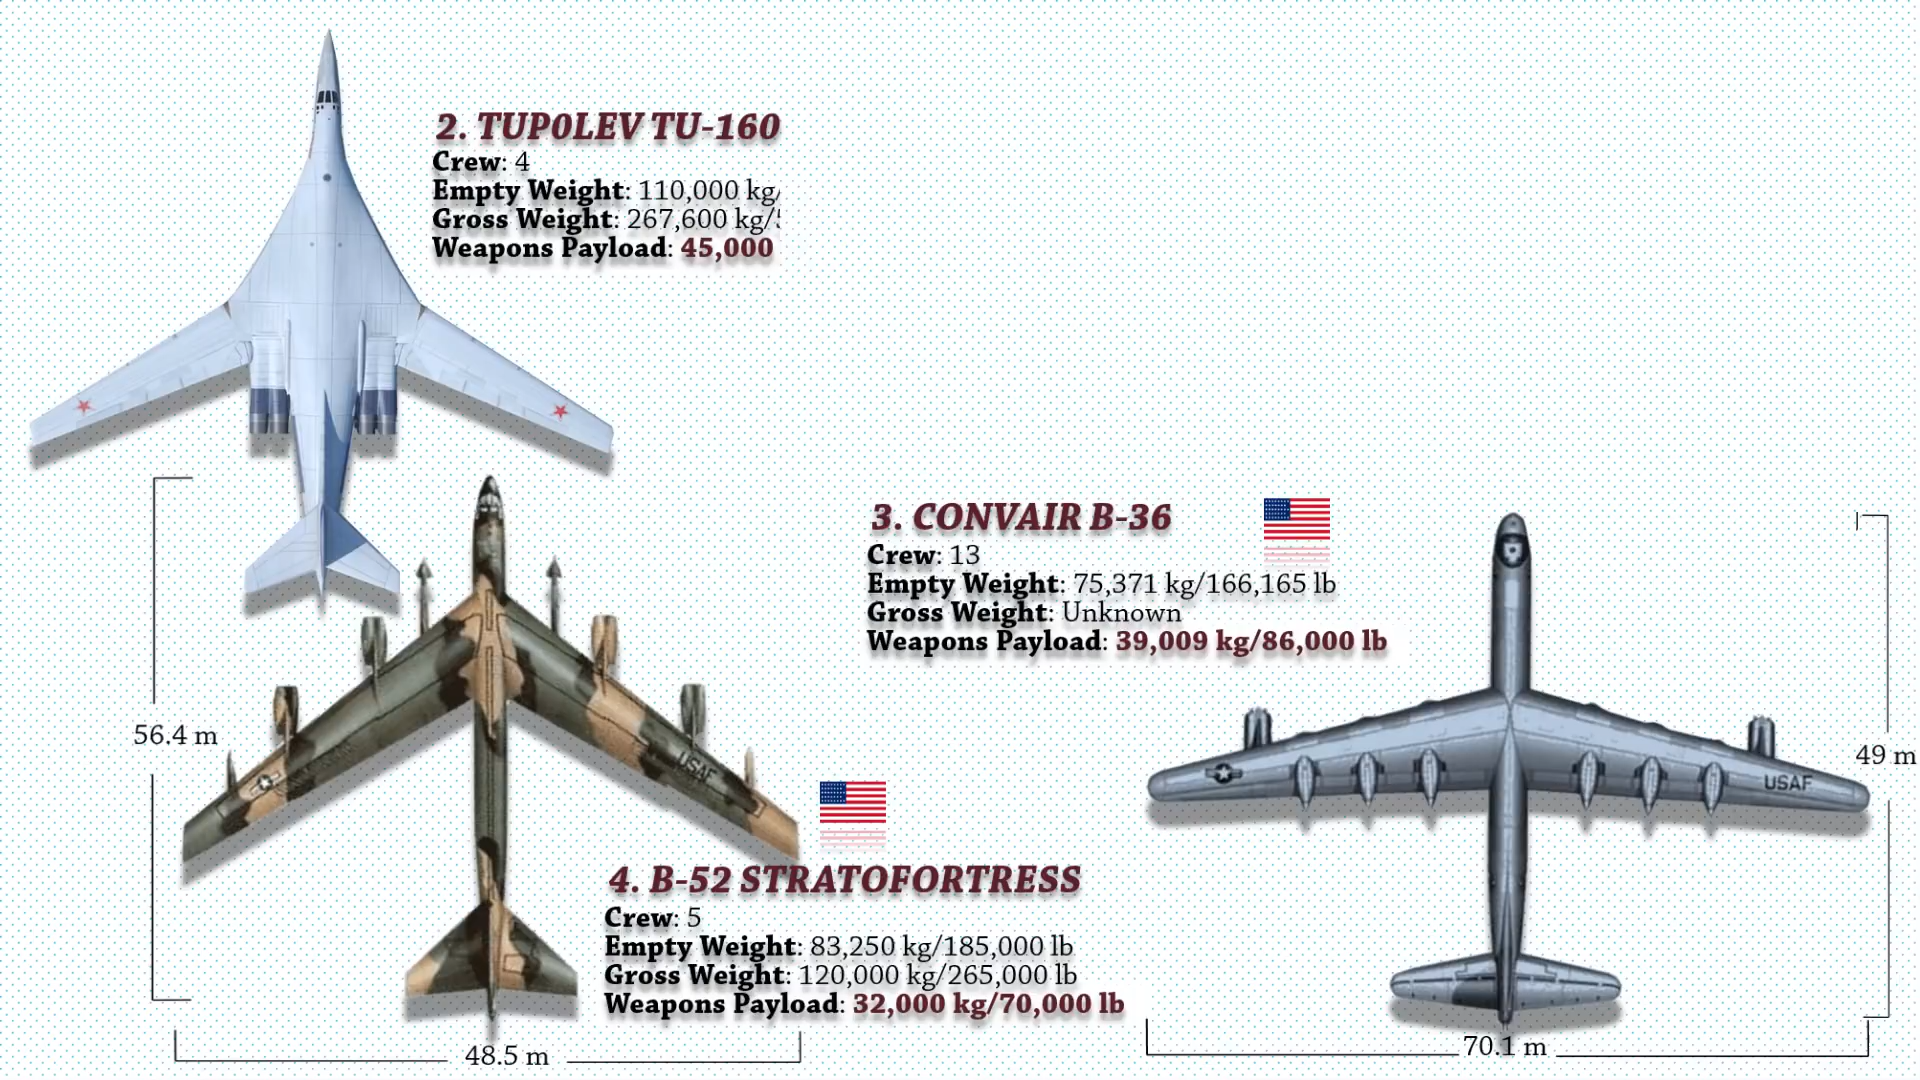 2. TUP0LEV TU-160
Crew: 4
Empty Weight: 110,000 kg/
Gross Weight: 267,600 kg/
Weapons Payload: 45,000
3. CONVAIR B-36
Crew: 13
Empty Weight: 75,371 kg/166,165 lb
Gross Weight: Unknown
Weapons Payload: 39,009 kg/86,000 lb
56.4 m
USAF
49 m
USAF
4. B-52 STRATOFORTRESS
Crew: 5
Empty Weight: 83,250 kg/185,000 lb
Gross Weight: 120,000 kg/265,000 lb
Weapons Payload: 32,000 kg/70,000 lb
48.5 m
70.1 m